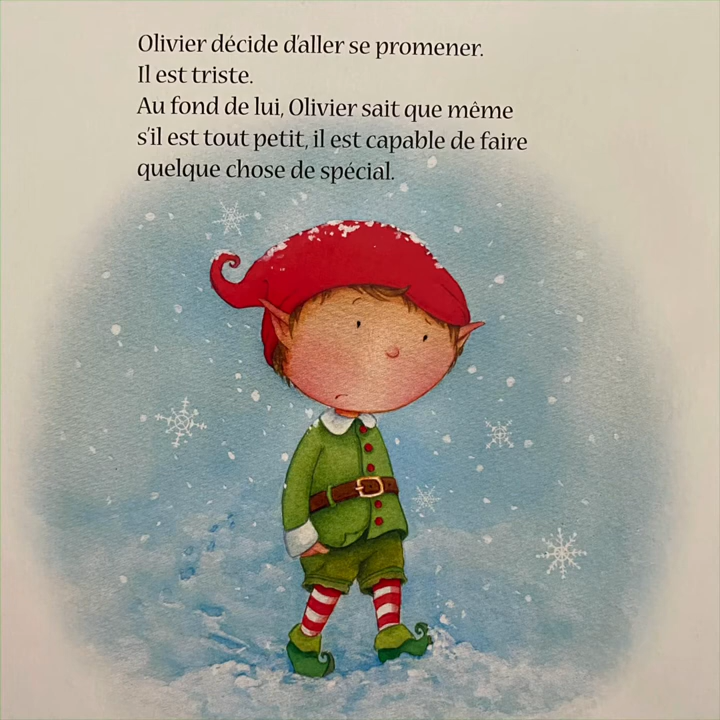 Olivier décide d'aller se promener.
Il est triste.
Au fond de lui, Olivier sait que même
s'il est tout petit, il est capable de faire
quelque chose de spécial.